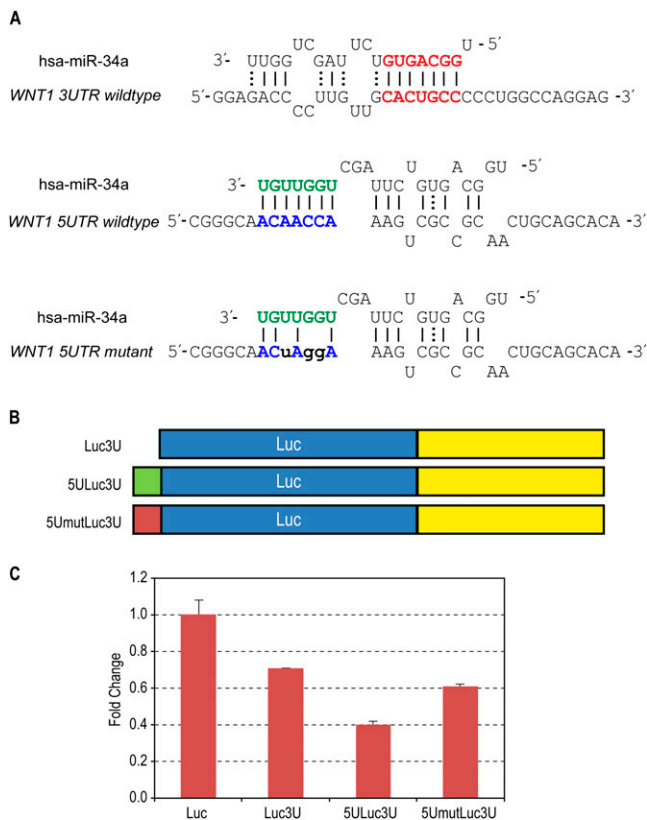 A
UC UC U -5′
hsa-miR-34a 3′- UUGG GAU U GUGACGG
WNT1 3UTR wildtype 5′-GGAGACC UUG GCACUGCC CCCUGGCCAGGAG -3′
CC UU
CGA U A GU -5′
hsa-miR-34a 3′- UGUUGGU UUC GUG CG
WNT1 5UTR wildtype 5′-CGGGCAACAACCA AAG CGC GC CUGCAGCACA -3′
U C AA
CGA U A GU -5′
hsa-miR-34a 3′- UGUUGGU UUC GUG CG
WNT1 5UTR mutant 5′-CGGGCAACuAggA AAG CGC GC CUGCAGCACA -3′
U C AA
B
Luc3U Luc
5ULuc3U Luc
5UmutLuc3U Luc
C
1.2
1.0
0.8
0.6
0.4
0.2
0.0
Fold Change
Luc Luc3U 5ULuc3U 5UmutLuc3U